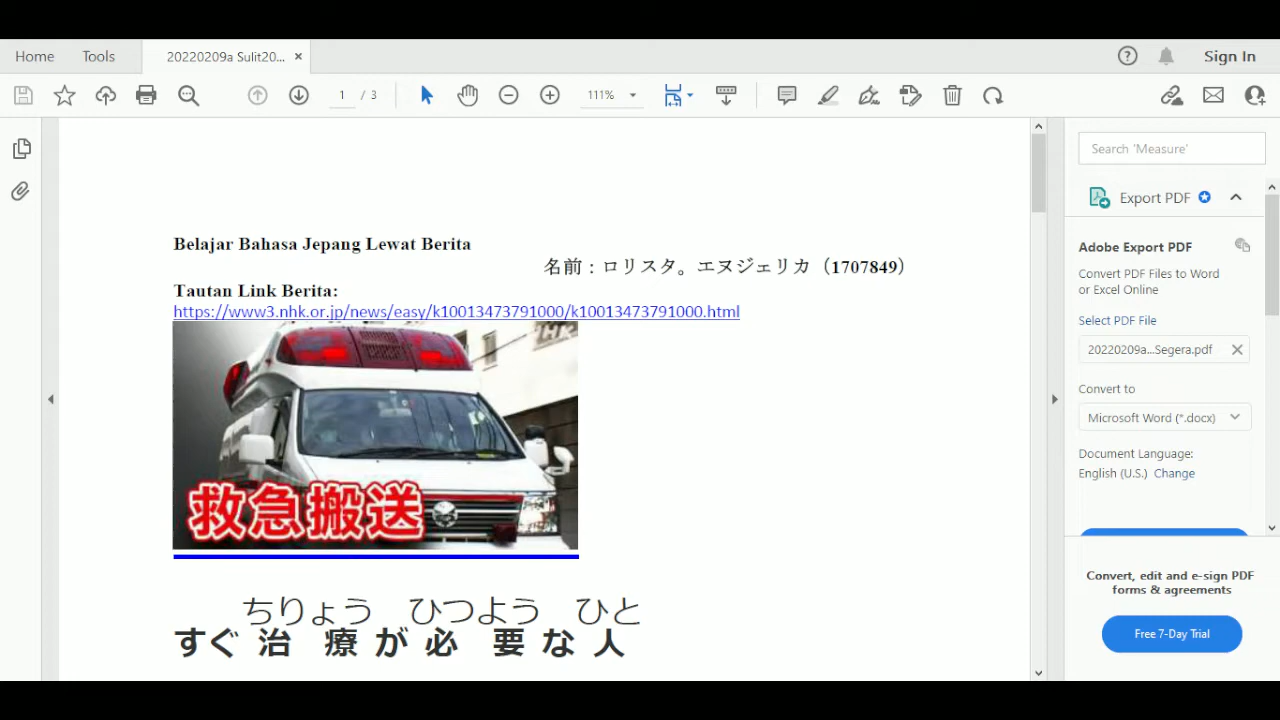 Home Tools 20220209a Sulit20... Sign In
1 / 3 111%
Search 'Measure'
Export PDF
Adobe Export PDF
Convert PDF Files to Word
or Excel Online
Select PDF File
20220209a...Segera.pdf
Convert to
Microsoft Word (*.docx)
Document Language:
English (U.S.) Change
Convert, edit and e-sign PDF
forms & agreements
Free 7-Day Trial
Belajar Bahasa Jepang Lewat Berita
名前：ロリスタ。エヌジェリカ（1707849）
Tautan Link Berita:
https://www3.nhk.or.jp/news/easy/k10013473791000/k10013473791000.html
救急搬送
ちりょう ひつよう ひと
すぐ治療が必要な人